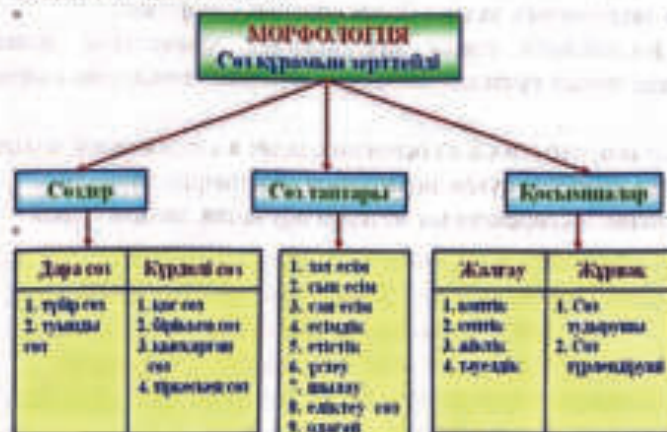 МОРФОЛОГИЯ
Сөз құрамын зерттейді
Сөздер
Сөз таптары
Қосымшалар
Дара сөз
1. түбір сөз
2. туынды
сөз
Күрделі сөз
1. қос сөз
2. біріккен сөз
3. қысқарған
сөз
4. тіркескен сөз
1. зат есім
2. сын есім
3. сан есім
4. есімдік
5. етістік
6. үстеу
7. шылау
8. еліктеу сөз
9. одағай
Жалғау
1. көптік
2. септік
3. жіктік
4. тәуелдік
Жұрнақ
1. Сөз
тудырушы
2. Сөз
түрлендіруші